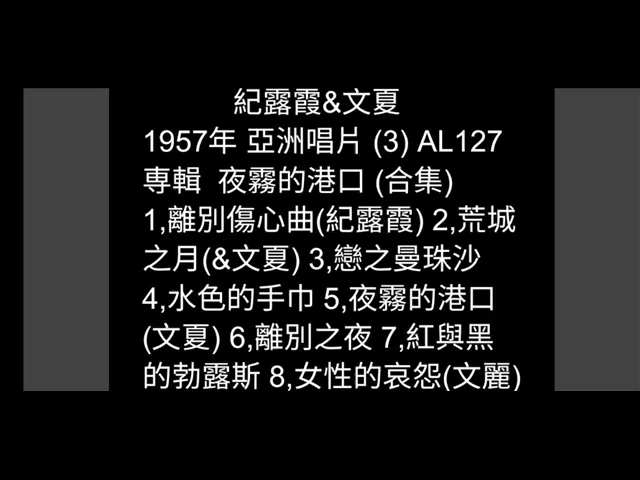 紀露霞&文夏
1957年 亞洲唱片 (3) AL127
専輯 夜霧的港口 (合集)
1,離別傷心曲(紀露霞) 2,荒城
之月(&文夏) 3,戀之曼珠沙
4,水色的手巾 5,夜霧的港口
(文夏) 6,離別之夜 7,紅與黑
的勃露斯 8,女性的哀怨(文麗)